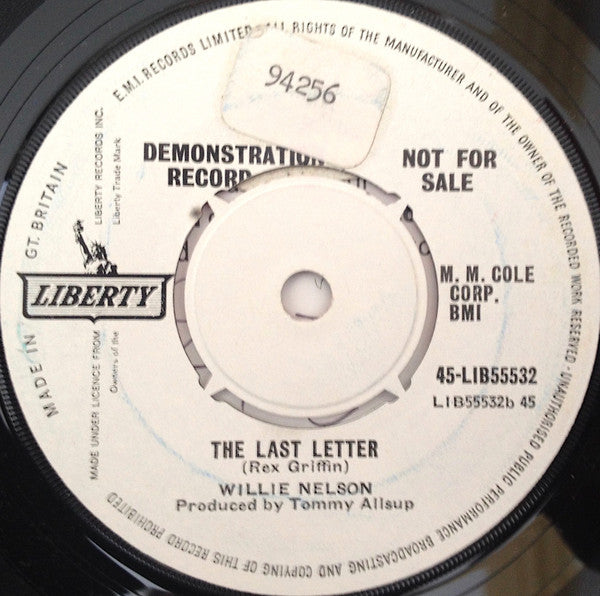 E.M.I. RECORDS LIMITED ALL RIGHTS OF THE MANUFACTURER AND OF THE OWNER OF THE RECORDED WORK RESERVED - UNAUTHORISED PUBLIC PERFORMANCE BROADCASTING AND COPYING OF THIS RECORD PROHIBITED
MADE IN GT. BRITAIN
94256
DEMONSTRATION
RECORD
NOT FOR
SALE
LIBERTY RECORDS INC.
Liberty Trade Mark
LIBERTY
MADE UNDER LICENCE FROM
Owners of the
M. M. COLE
CORP.
BMI
45-LIB55532
LIB55532b 45
THE LAST LETTER
(Rex Griffin)
WILLIE NELSON
Produced by Tommy Allsup